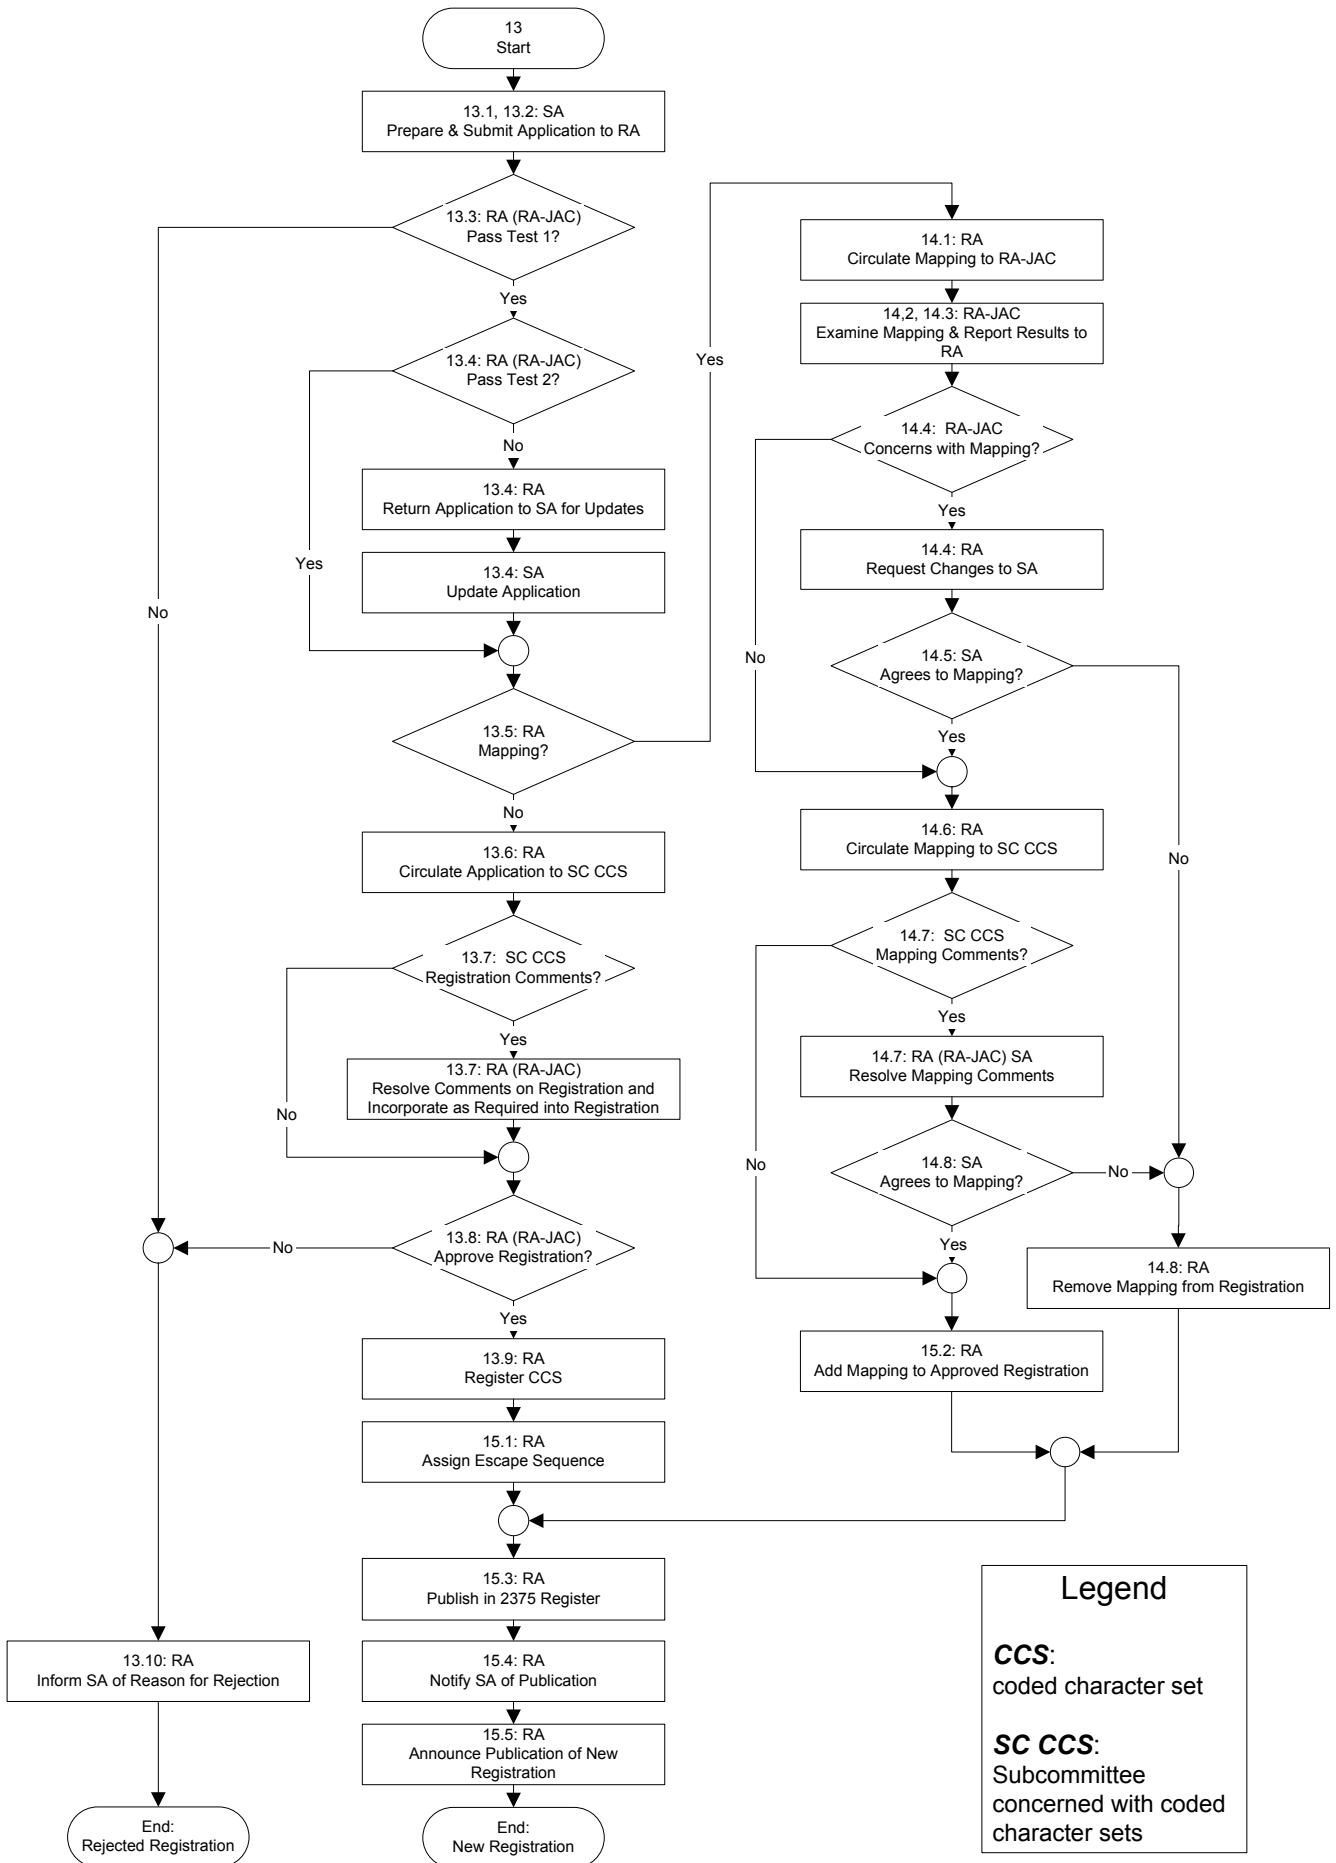 13
Start
13.1, 13.2: SA
Prepare & Submit Application to RA
13.3: RA (RA-JAC)
Pass Test 1?
Yes
No
13.4: RA (RA-JAC)
Pass Test 2?
No
Yes
13.4: RA
Return Application to SA for Updates
13.4: SA
Update Application
13.5: RA
Mapping?
Yes
No
13.6: RA
Circulate Application to SC CCS
13.7: SC CCS
Registration Comments?
Yes
No
13.7: RA (RA-JAC)
Resolve Comments on Registration and
Incorporate as Required into Registration
13.8: RA (RA-JAC)
Approve Registration?
No
Yes
13.9: RA
Register CCS
15.1: RA
Assign Escape Sequence
15.3: RA
Publish in 2375 Register
15.4: RA
Notify SA of Publication
15.5: RA
Announce Publication of New
Registration
End:
New Registration
13.10: RA
Inform SA of Reason for Rejection
End:
Rejected Registration
14.1: RA
Circulate Mapping to RA-JAC
14,2, 14.3: RA-JAC
Examine Mapping & Report Results to
RA
14.4: RA-JAC
Concerns with Mapping?
Yes
No
14.4: RA
Request Changes to SA
14.5: SA
Agrees to Mapping?
Yes
No
14.6: RA
Circulate Mapping to SC CCS
14.7: SC CCS
Mapping Comments?
Yes
No
14.7: RA (RA-JAC) SA
Resolve Mapping Comments
14.8: SA
Agrees to Mapping?
No
Yes
14.8: RA
Remove Mapping from Registration
15.2: RA
Add Mapping to Approved Registration
Legend
CCS:
coded character set
SC CCS:
Subcommittee
concerned with coded
character sets